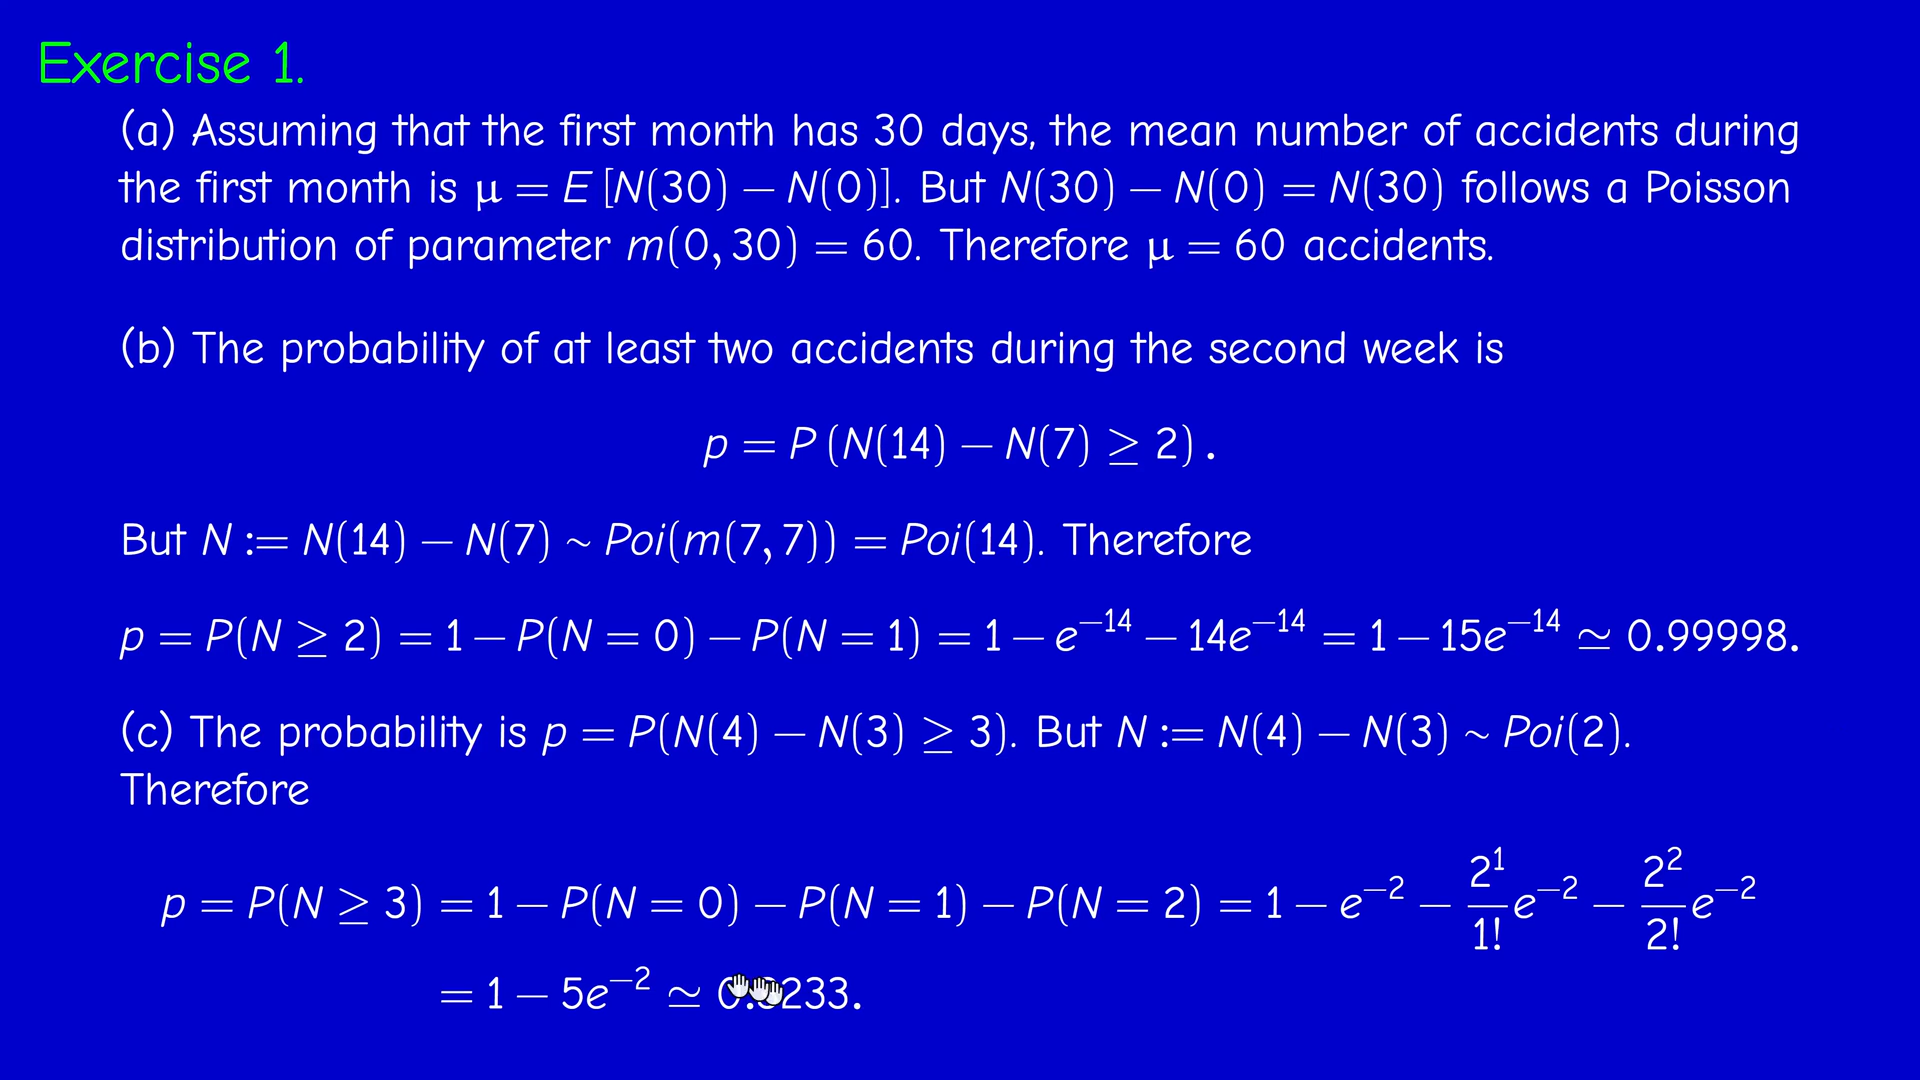 Exercise 1.
(a) Assuming that the first month has 30 days, the mean number of accidents during
the first month is μ = E [N(30) − N(0)]. But N(30) − N(0) = N(30) follows a Poisson
distribution of parameter m(0, 30) = 60. Therefore μ = 60 accidents.
(b) The probability of at least two accidents during the second week is
p = P (N(14) − N(7) ≥ 2) .
But N := N(14) − N(7) ~ Poi(m(7, 7)) = Poi(14). Therefore
p = P(N ≥ 2) = 1 − P(N = 0) − P(N = 1) = 1 − e^{−14} − 14e^{−14} = 1 − 15e^{−14} ≃ 0.99998.
(c) The probability is p = P(N(4) − N(3) ≥ 3). But N := N(4) − N(3) ~ Poi(2).
Therefore
p = P(N ≥ 3) = 1 − P(N = 0) − P(N = 1) − P(N = 2) = 1 − e^{−2} − \frac{2^1}{1!}e^{−2} − \frac{2^2}{2!}e^{−2}
= 1 − 5e^{−2} ≃